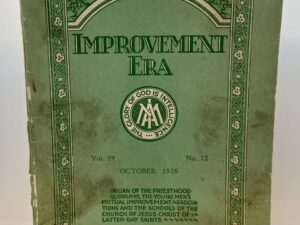 IMPROVEMENT
ERA
THE GLORY OF GOD IS INTELLIGENCE
Vol. 29 No. 12
OCTOBER, 1926
ORGAN OF THE PRIESTHOOD
QUORUMS, THE YOUNG MEN'S
MUTUAL IMPROVEMENT ASSOCIA-
TIONS AND THE SCHOOLS OF THE
CHURCH OF JESUS CHRIST OF
LATTER-DAY SAINTS